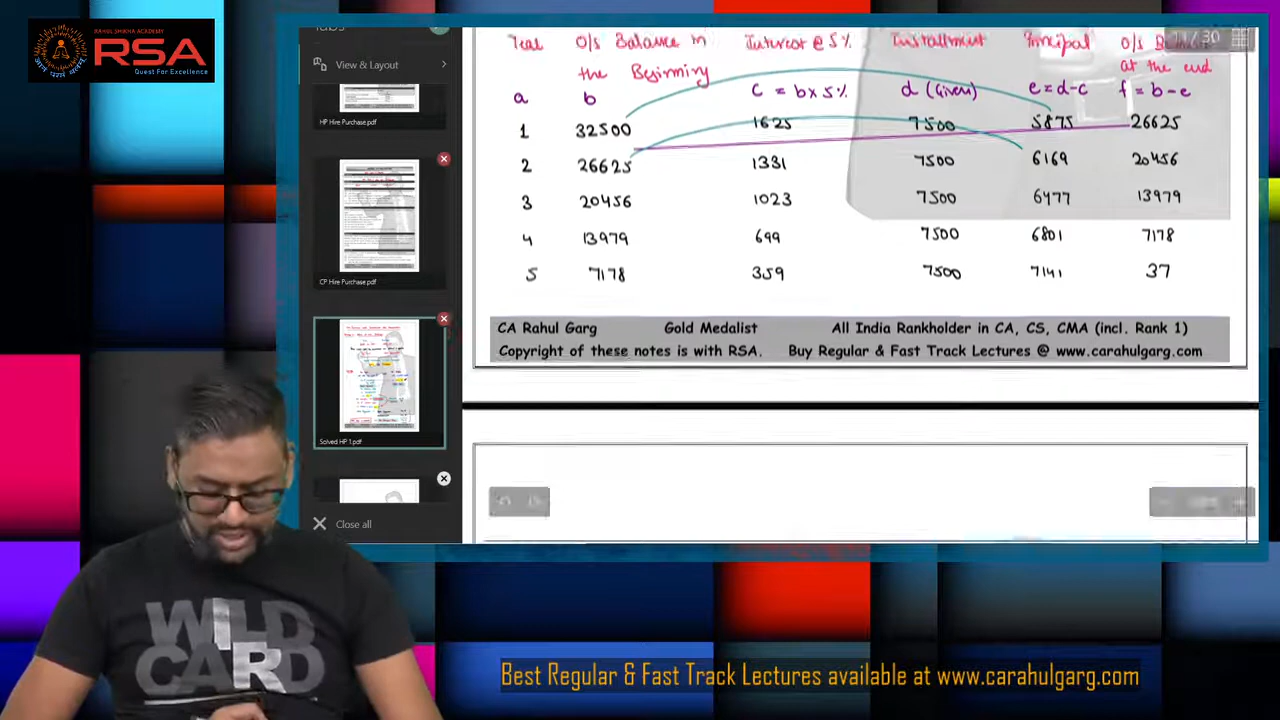 RAHUL SHIKHA ACADEMY
RSA
Quest For Excellence
View & Layout
HP Hire Purchase.pdf
CP Hire Purchase.pdf
Solved HP 1.pdf
Close all
Year O/s Balance in Interest @ 5% Installment Principal O/s
the Beginning at the end
a b c = b x 5% d (Given) e = d - c f = b - e
1 32500 1625 7500 5875 26625
2 26625 1331 7500 6169 20456
3 20456 1023 7500 6477 13979
4 13979 699 7500 6801 7178
5 7178 359 7500 7141 37
CA Rahul Garg Gold Medalist All India Rankholder in CA, CS, CMA (incl. Rank 1)
Copyright of these notes is with RSA. Buy Regular & Fast Track Lectures @ www.carahulgarg.com
WILD
CARD
Best Regular & Fast Track Lectures available at www.carahulgarg.com